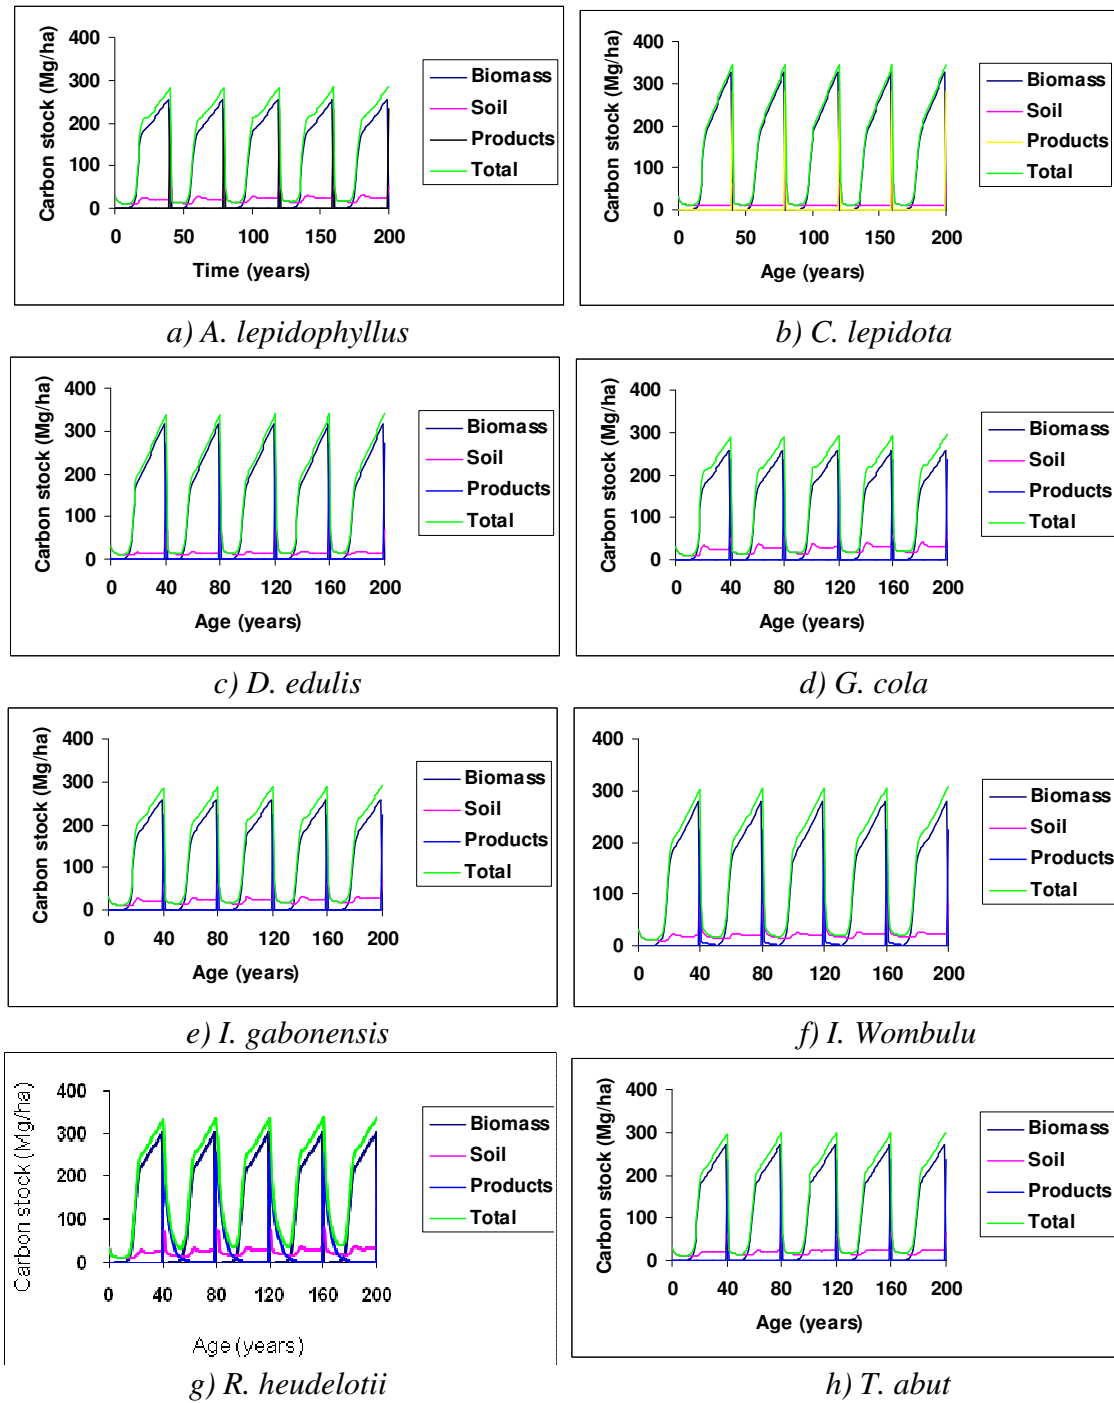 400
300
200
100
0
Carbon stock (Mg/ha)
0 50 100 150 200
Time (years)
Biomass
Soil
Products
Total
a) A. lepidophyllus
400
300
200
100
0
Carbon stock (Mg/ha)
0 50 100 150 200
Age (years)
Biomass
Soil
Products
Total
b) C. lepidota
400
300
200
100
0
Carbon stock (Mg/ha)
0 40 80 120 160 200
Age (years)
Biomass
Soil
Products
Total
c) D. edulis
400
300
200
100
0
Carbon stock (Mg/ha)
0 40 80 120 160 200
Age (years)
Biomass
Soil
Products
Total
d) G. cola
400
300
200
100
0
Carbon stock (Mg/ha)
0 40 80 120 160 200
Age (years)
Biomass
Soil
Products
Total
e) I. gabonensis
400
300
200
100
0
0 40 80 120 160 200
Biomass
Soil
Products
Total
f) I. Wombulu
400
300
200
100
0
Carbon stock (Mg/ha)
0 40 80 120 160 200
Age (years)
Biomass
Soil
Products
Total
g) R. heudelotii
400
300
200
100
0
Carbon stock (Mg/ha)
0 40 80 120 160 200
Age (years)
Biomass
Soil
Products
Total
h) T. abut